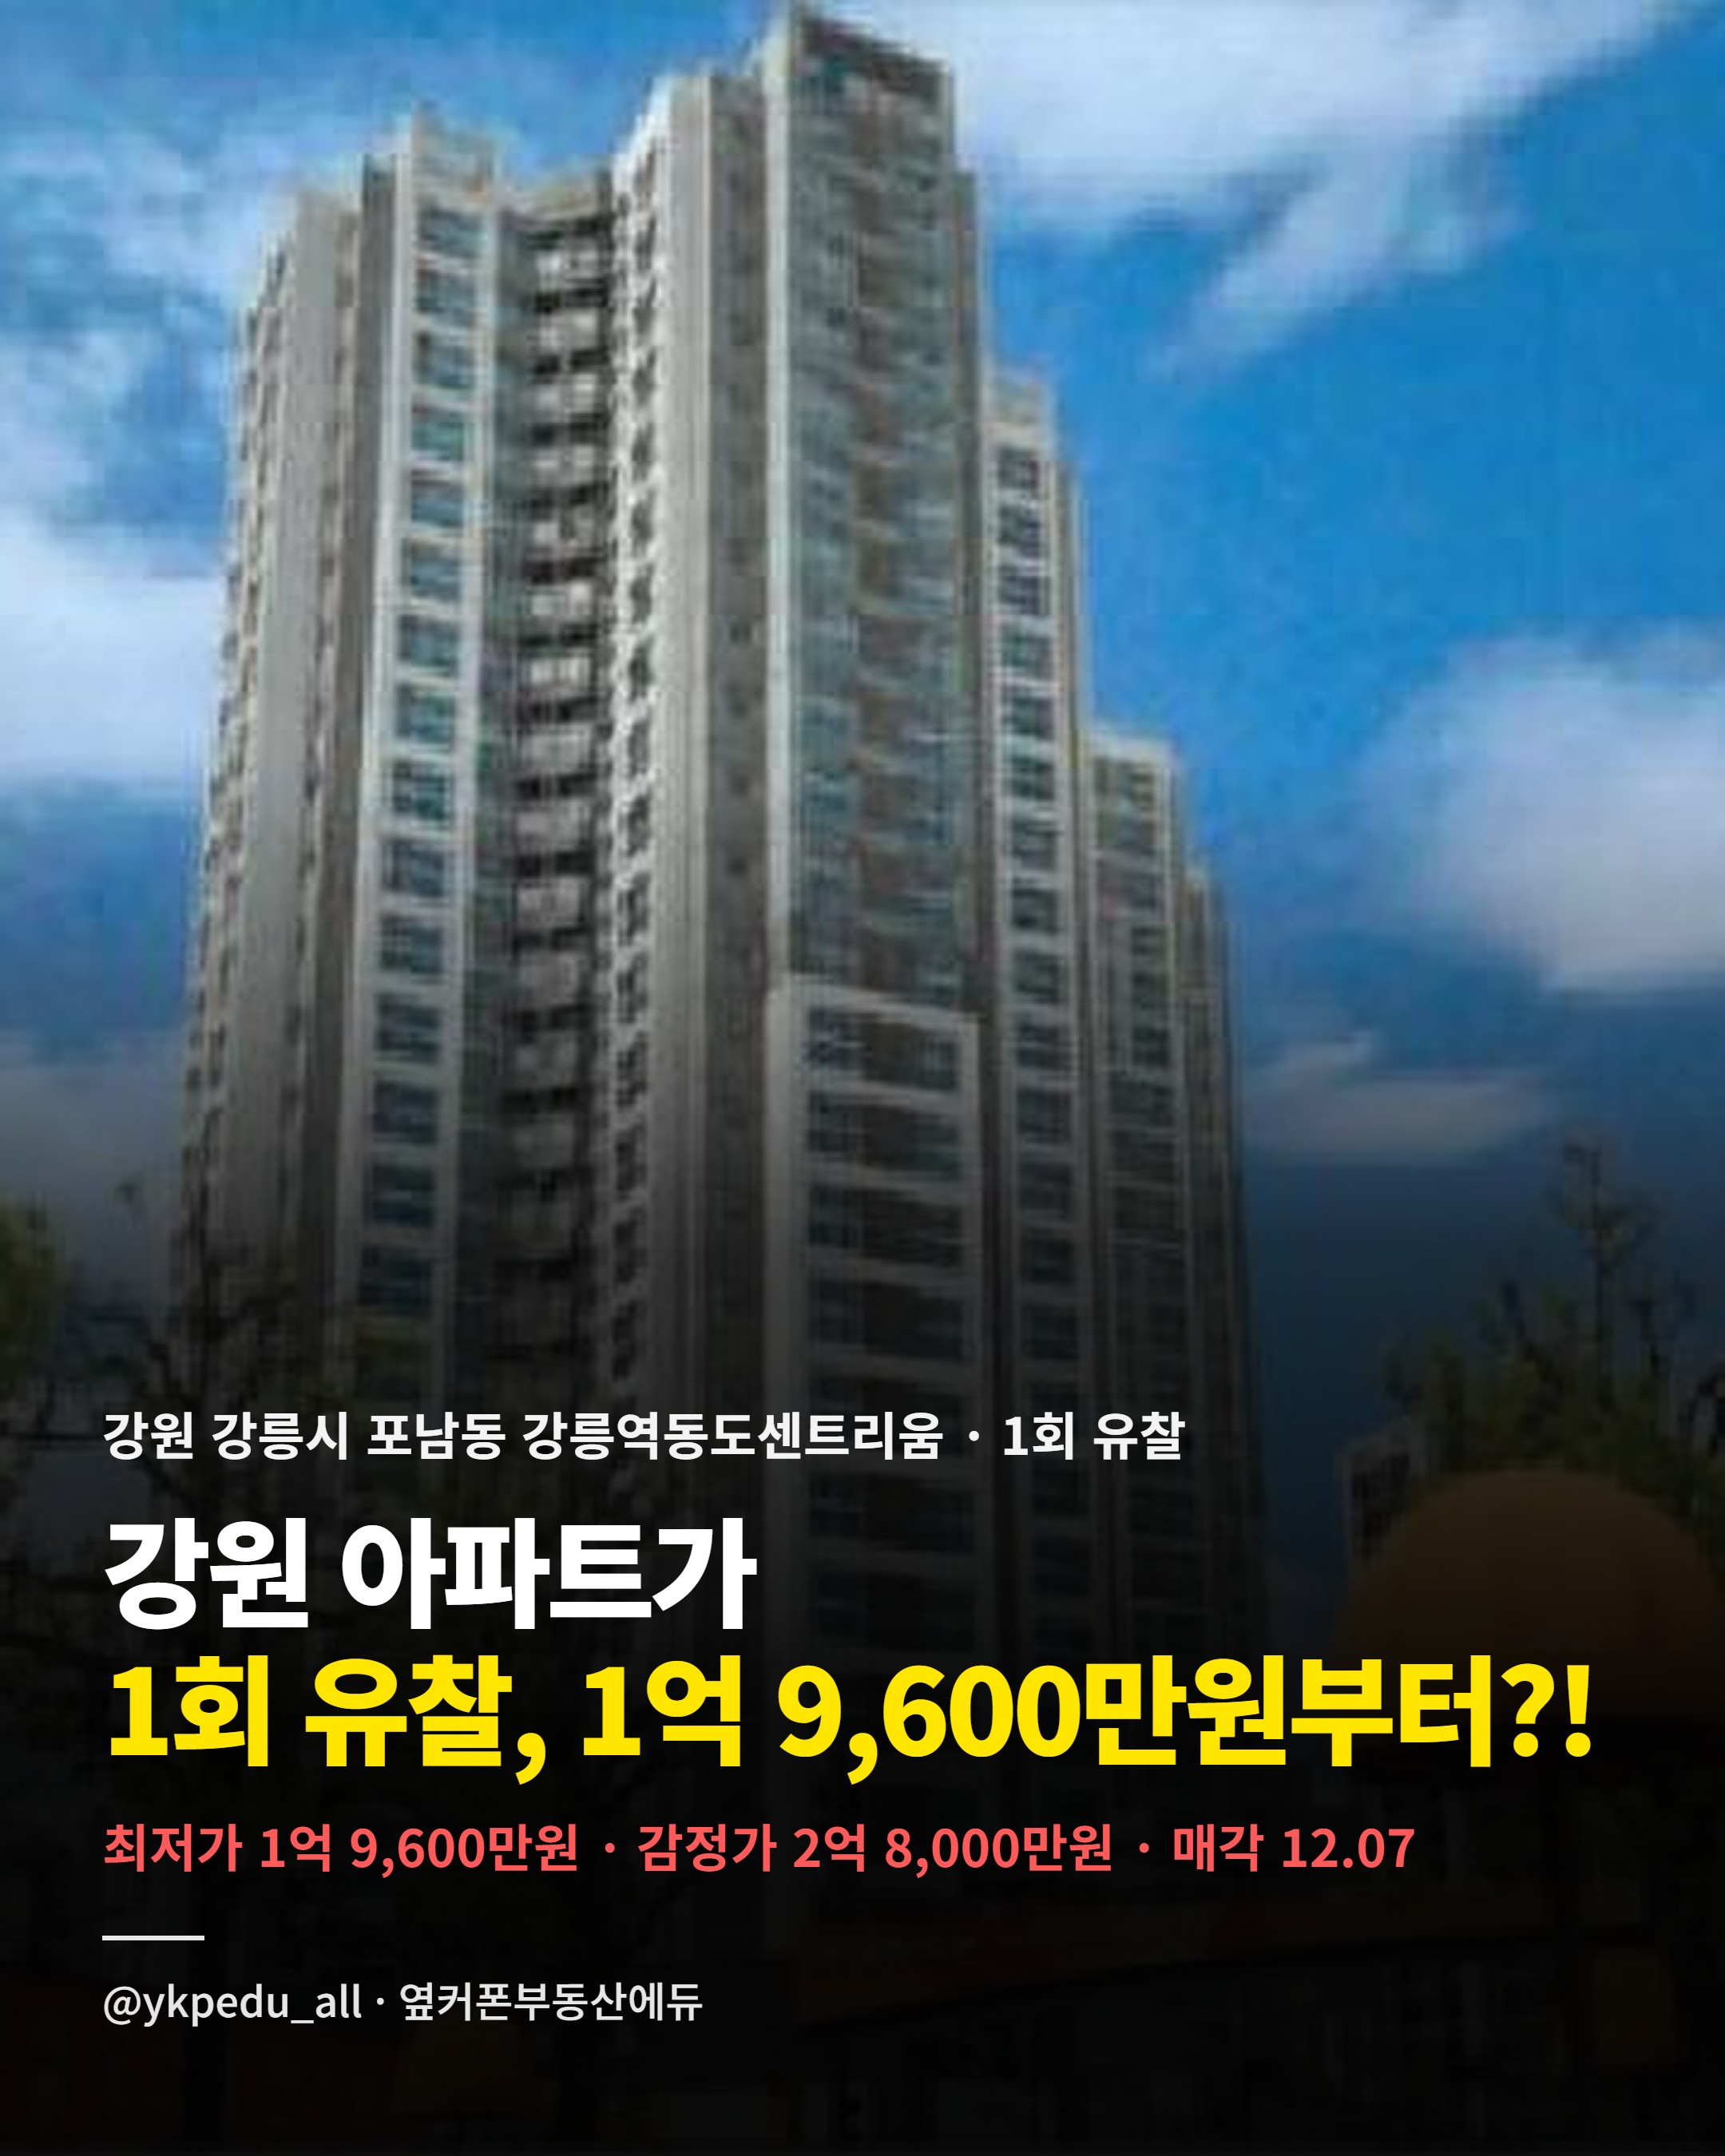 강원 강릉시 포남동 강릉역동도센트리움 · 1회 유찰
강원 아파트가
1회 유찰, 1억 9,600만원부터?!
최저가 1억 9,600만원 · 감정가 2억 8,000만원 · 매각 12.07
@ykpedu_all · 옆커폰부동산에듀